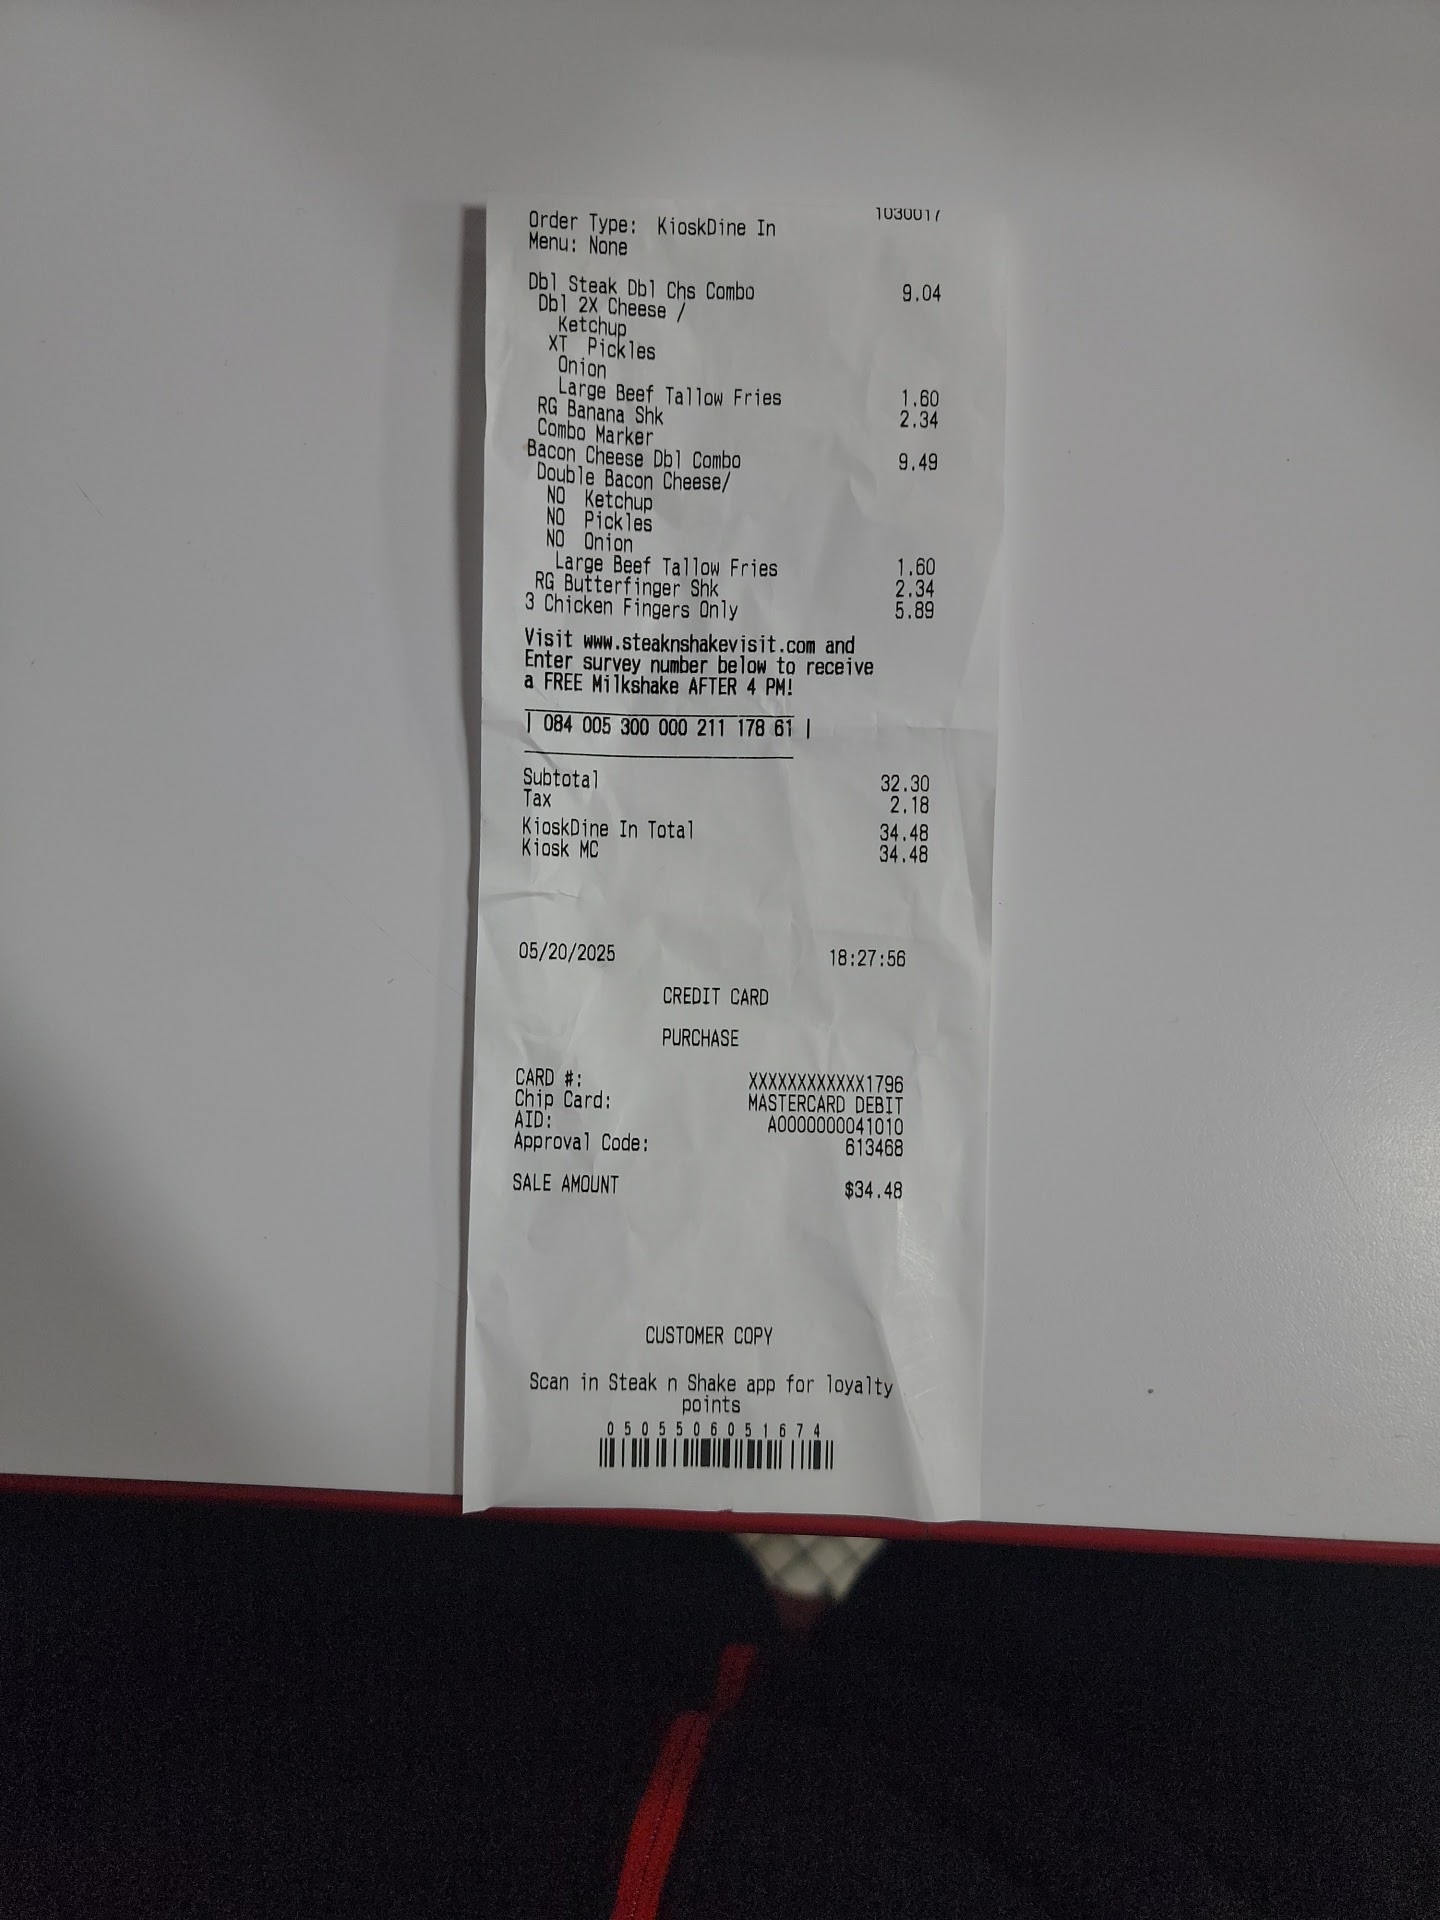 1030017
Order Type: KioskDine In
Menu: None
Dbl Steak Dbl Chs Combo 9.04
Dbl 2X Cheese /
Ketchup
XT Pickles
Onion
Large Beef Tallow Fries 1.60
RG Banana Shk 2.34
Combo Marker
Bacon Cheese Dbl Combo 9.49
Double Bacon Cheese/
NO Ketchup
NO Pickles
NO Onion
Large Beef Tallow Fries 1.60
RG Butterfinger Shk 2.34
3 Chicken Fingers Only 5.89
Visit www.steaknshakevisit.com and
Enter survey number below to receive
a FREE Milkshake AFTER 4 PM!
| 084 005 300 000 211 178 61 |
Subtotal 32.30
Tax 2.18
KioskDine In Total 34.48
Kiosk MC 34.48
05/20/2025 18:27:56
CREDIT CARD
PURCHASE
CARD #: XXXXXXXXXXXX1796
Chip Card: MASTERCARD DEBIT
AID: A0000000041010
Approval Code: 613468
SALE AMOUNT $34.48
CUSTOMER COPY
Scan in Steak n Shake app for loyalty
points
0505506051674